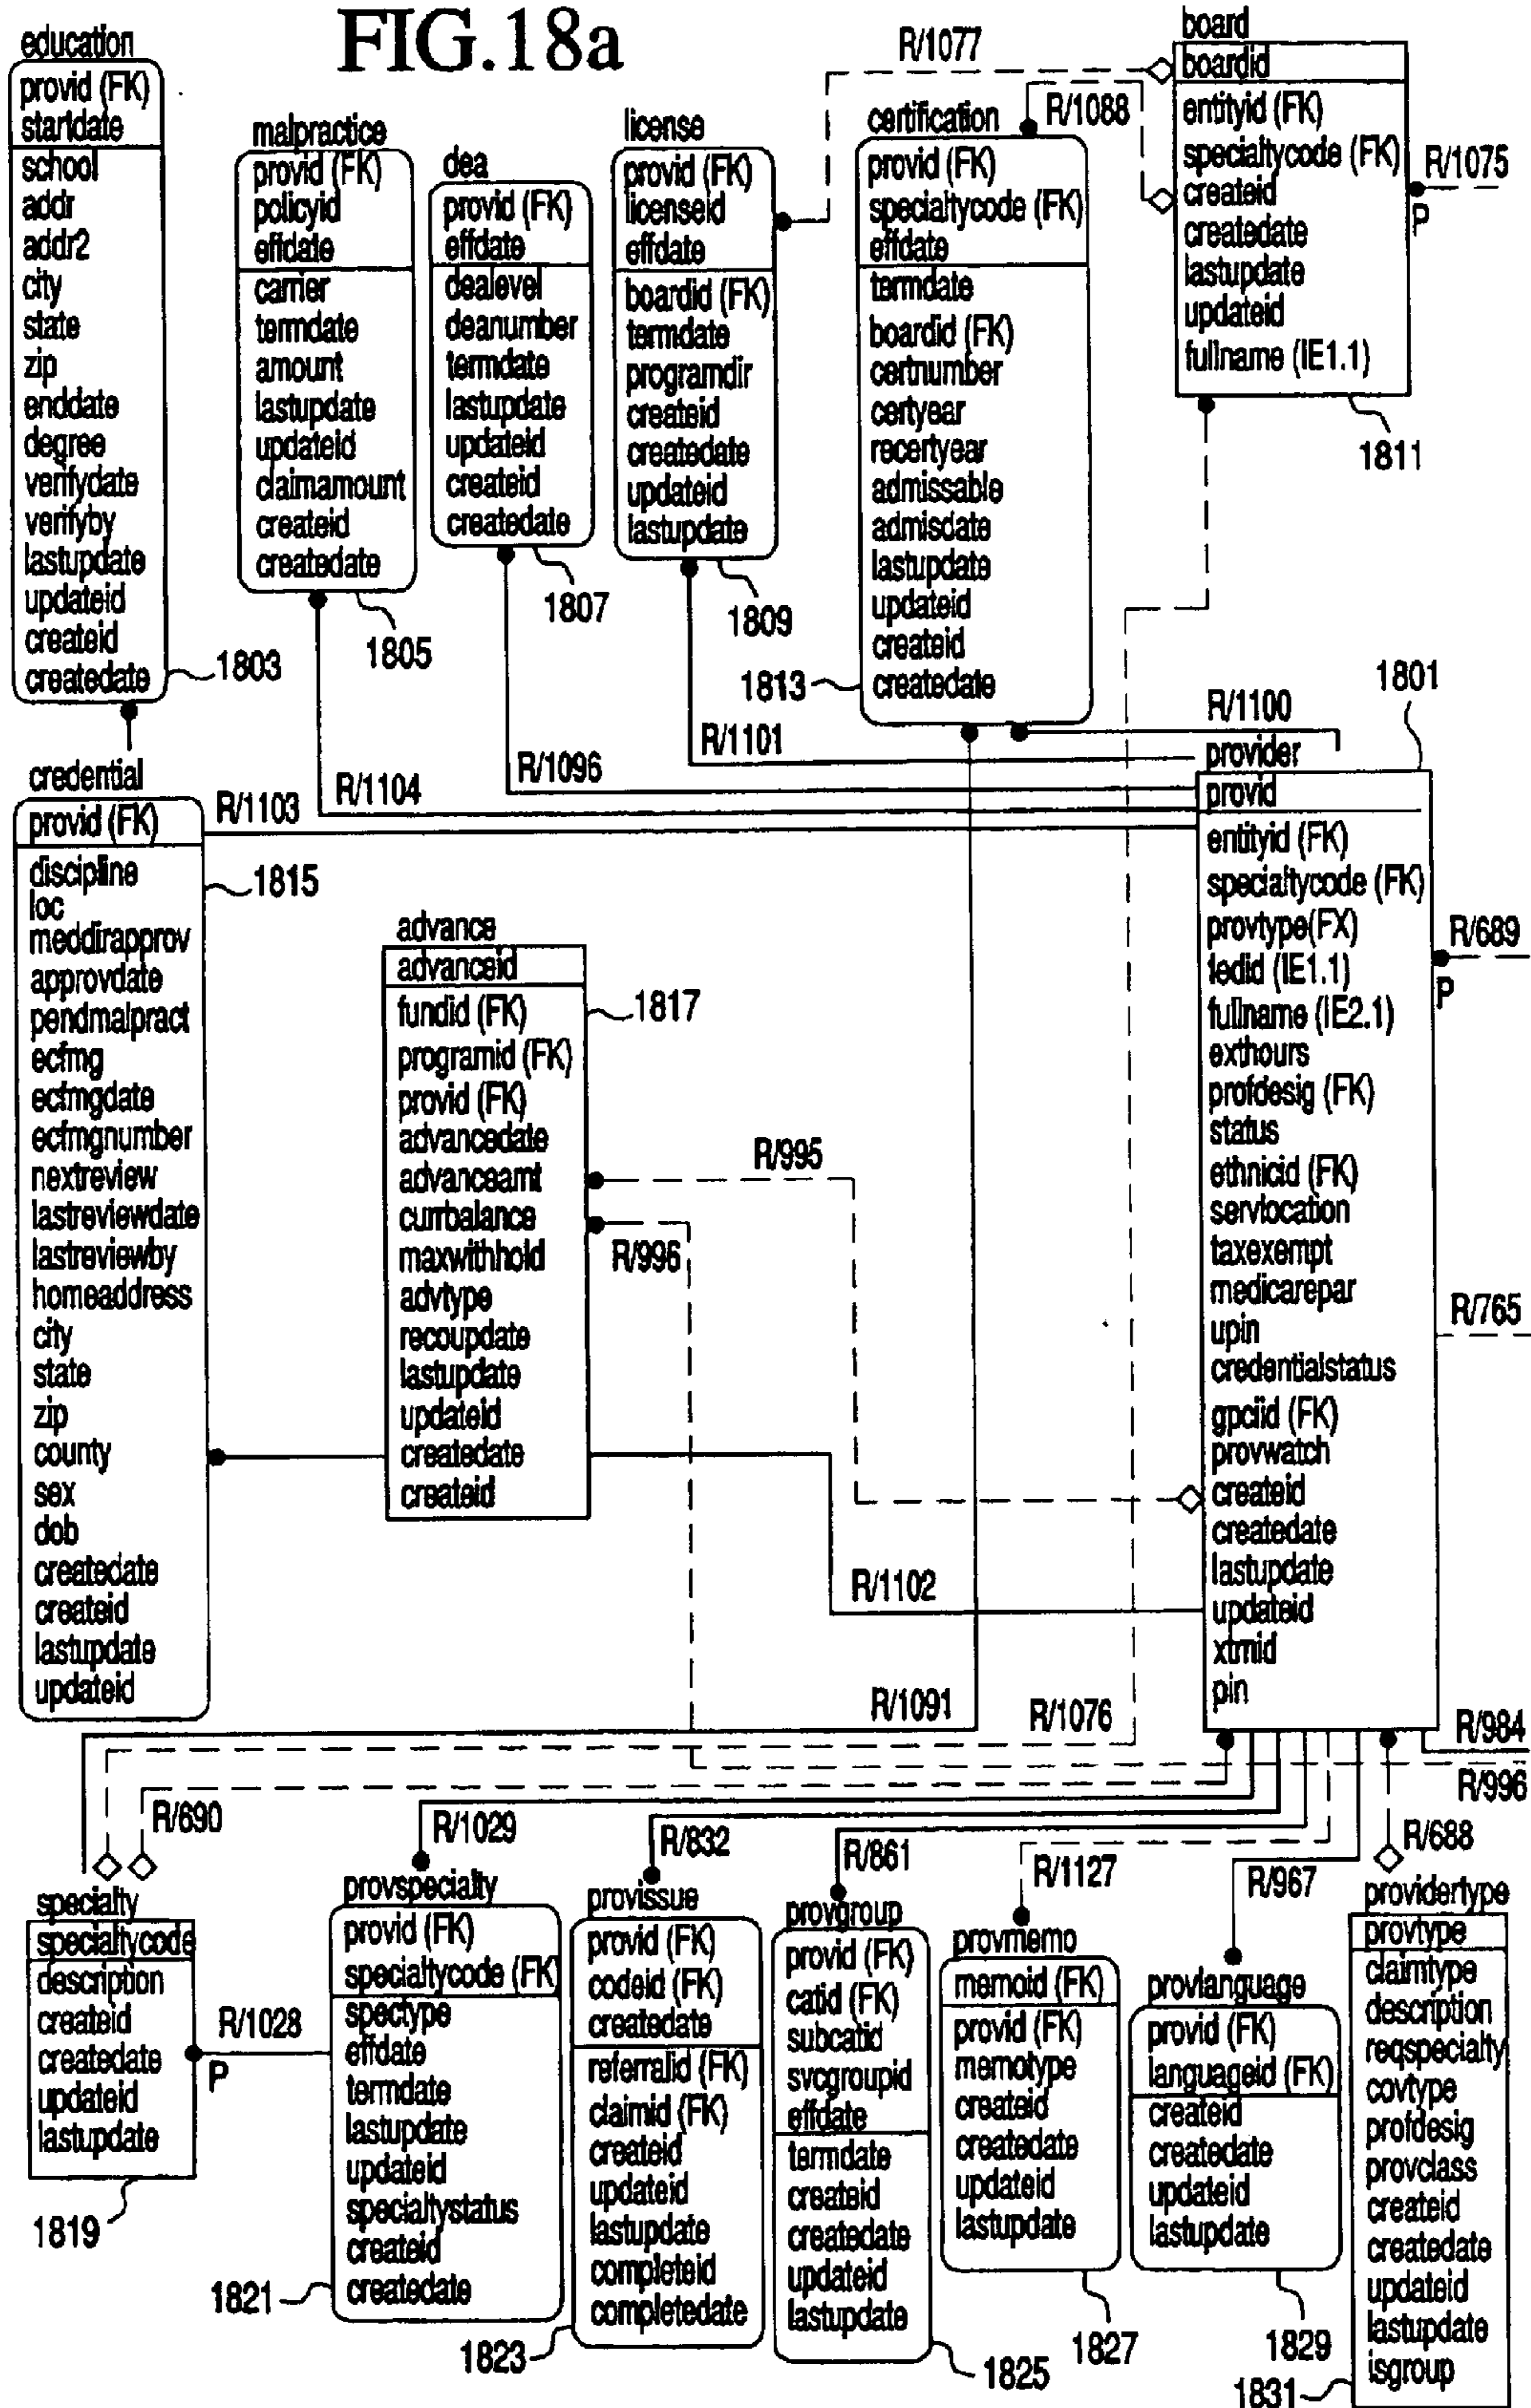 FIG.18a
education
provid (FK)
startdate
school
addr
addr2
city
state
zip
enddate
degree
verifydate
verifyby
lastupdate
updateid
createid
createdate
1803
malpractice
provid (FK)
policyid
effdate
carrier
termdate
amount
lastupdate
updateid
claimamount
createid
createdate
1805
dea
provid (FK)
effdate
dealevel
deanumber
termdate
lastupdate
updateid
createid
createdate
1807
license
provid (FK)
licenseid
effdate
boardid (FK)
termdate
programdir
createid
createdate
updateid
lastupdate
1809
R/1077
R/1088
certification
provid (FK)
specialtycode (FK)
effdate
termdate
boardid (FK)
certnumber
certyear
recertyear
admissable
admisdate
lastupdate
updateid
createid
createdate
1813
board
boardid
entityid (FK)
specialtycode (FK)
createid
createdate
lastupdate
updateid
fullname (IE1.1)
1811
R/1075
P
R/1100
R/1101
R/1096
R/1104
R/1103
credential
provid (FK)
discipline
loc
meddirapprov
approvdate
pendmalpract
ecfmg
ecfmgdate
ecfmgnumber
nextreview
lastreviewdate
lastreviewby
homeaddress
city
state
zip
county
sex
dob
createdate
createid
lastupdate
updateid
1815
advance
advanceid
fundid (FK)
programid (FK)
provid (FK)
advancedate
advanceamt
currbalance
maxwithhold
advtype
recoupdate
lastupdate
updateid
createdate
createid
1817
R/995
R/996
R/1102
1801
provider
provid
entityid (FK)
specialtycode (FK)
provtype(FX)
fedid (IE1.1)
fullname (IE2.1)
exthours
profdesig (FK)
status
ethnicid (FK)
servlocation
taxexempt
medicarepar
upin
credentialstatus
gpciid (FK)
provwatch
createid
createdate
lastupdate
updateid
xtrnid
pin
R/689
P
R/765
R/1091
R/1076
R/984
R/996
R/690
R/1029
R/832
R/861
R/1127
R/967
R/688
specialty
specialtycode
description
createid
createdate
updateid
lastupdate
1819
R/1028
P
provspecialty
provid (FK)
specialtycode (FK)
spectype
effdate
termdate
lastupdate
updateid
specialtystatus
createid
createdate
1821
provissue
provid (FK)
codeid (FK)
createdate
referralid (FK)
claimid (FK)
createid
updateid
lastupdate
completeid
completedate
1823
provgroup
provid (FK)
catid (FK)
subcatid
svcgroupid
effdate
termdate
createid
createdate
updateid
lastupdate
1825
provmemo
memoid (FK)
provid (FK)
memotype
createid
createdate
updateid
lastupdate
1827
provlanguage
provid (FK)
languageid (FK)
createid
createdate
updateid
lastupdate
1829
providertype
provtype
claimtype
description
reqspecialty
covtype
profdesig
provclass
createid
createdate
updateid
lastupdate
isgroup
1831